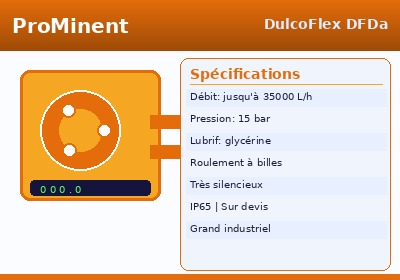 ProMinent
DulcoFlex DFDa
Spécifications
Débit: jusqu'à 35000 L/h
Pression: 15 bar
Lubrif: glycérine
Roulement à billes
Très silencieux
IP65 | Sur devis
Grand industriel
000.0